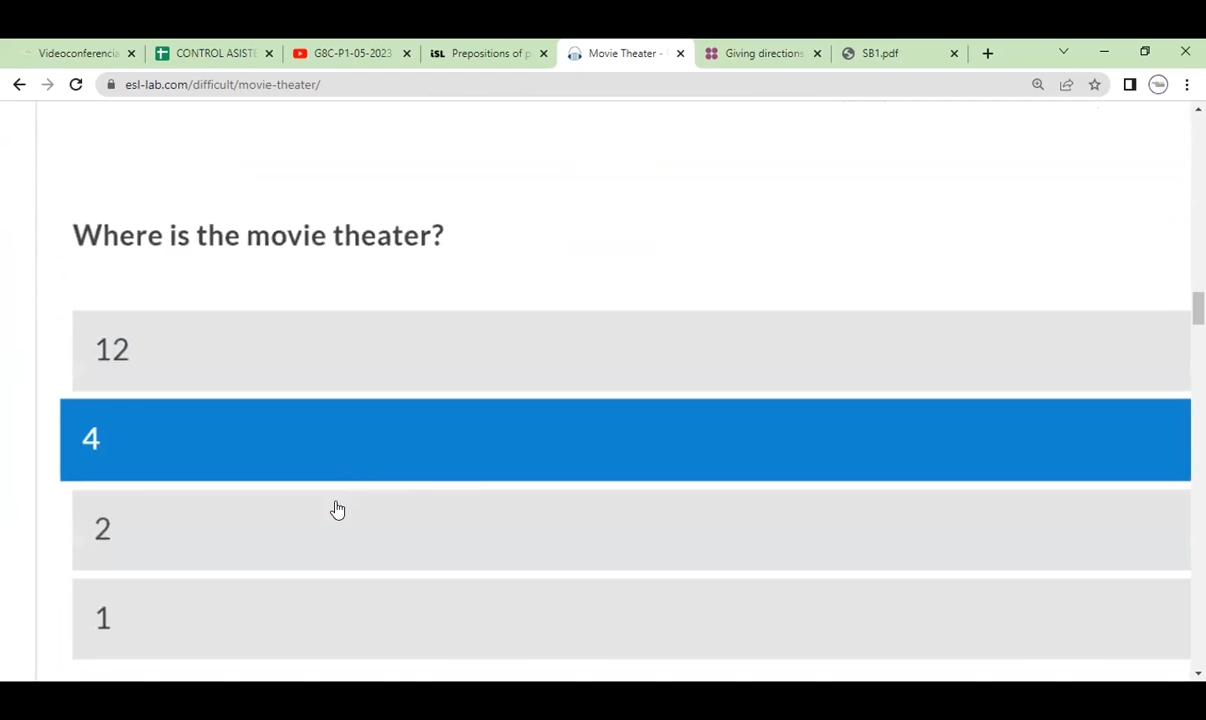 Videoconferencia CONTROL ASISTE G8C-P1-05-2023 iSL Prepositions of p Movie Theater - Giving directions SB1.pdf
esl-lab.com/difficult/movie-theater/
Where is the movie theater?
12
4
2
1